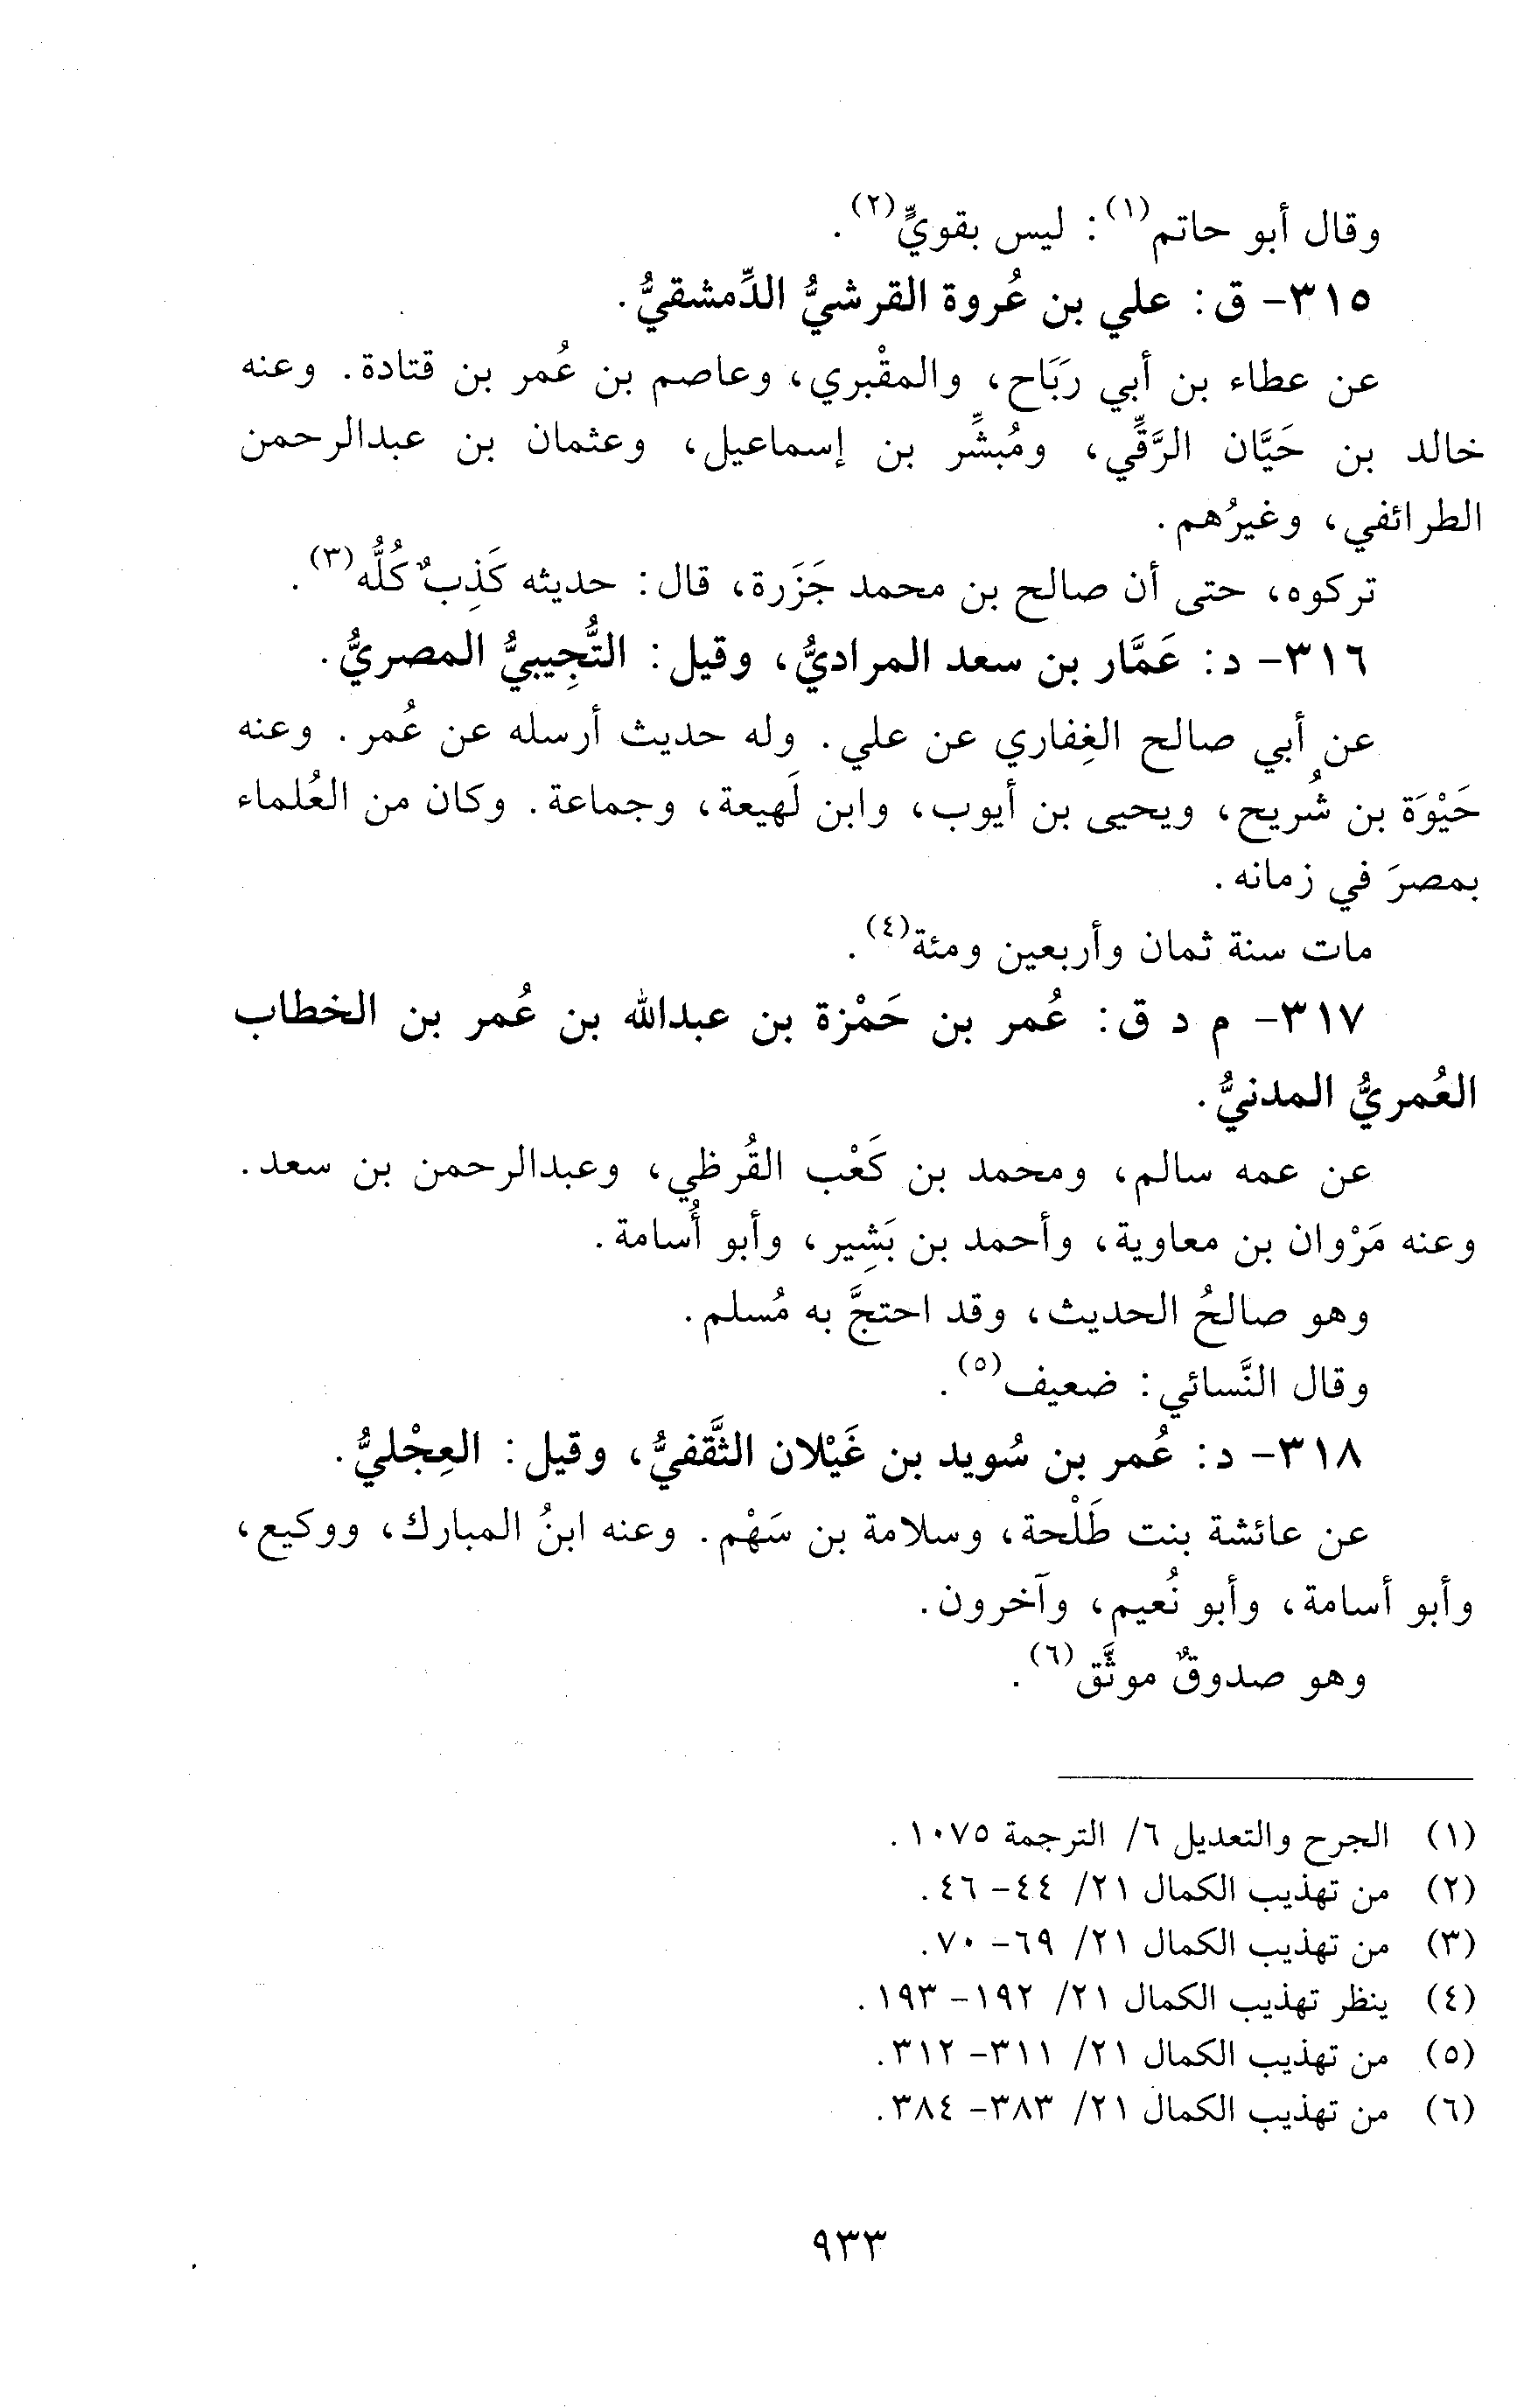 وقال أبو حاتم(١): ليس بقويٍّ(٢).
٣١٥- ق: علي بن عُروة القرشيُّ الدِّمشقيُّ.
عن عطاء بن أبي رَبَاح، والمقْبري، وعاصم بن عُمر بن قتادة. وعنه
خالد بن حَيَّان الرَّقِّي، ومُبشِّر بن إسماعيل، وعثمان بن عبدالرحمن
الطرائفي، وغيرُهم.
تركوه، حتى أن صالح بن محمد جَزَرة، قال: حديثه كَذِبٌ كُلُّه(٣).
٣١٦- د: عَمَّار بن سعد المراديُّ، وقيل: التُّجِيبيُّ المصريُّ.
عن أبي صالح الغِفاري عن علي. وله حديث أرسله عن عُمر. وعنه
حَيْوَة بن شُريح، ويحيى بن أيوب، وابن لَهيعة، وجماعة. وكان من العُلماء
بمصرَ في زمانه.
مات سنة ثمان وأربعين ومئة(٤).
٣١٧- م د ق: عُمر بن حَمْزة بن عبدالله بن عُمر بن الخطاب
العُمريُّ المدنيُّ.
عن عمه سالم، ومحمد بن كَعْب القُرظي، وعبدالرحمن بن سعد.
وعنه مَرْوان بن معاوية، وأحمد بن بَشِير، وأبو أُسامة.
وهو صالحُ الحديث، وقد احتجَّ به مُسلم.
وقال النَّسائي: ضعيف(٥).
٣١٨- د: عُمر بن سُويد بن غَيْلان الثَّقفيُّ، وقيل: العِجْليُّ.
عن عائشة بنت طَلْحة، وسلامة بن سَهْم. وعنه ابنُ المبارك، ووكيع،
وأبو أسامة، وأبو نُعيم، وآخرون.
وهو صدوقٌ موثَّق(٦).
(١) الجرح والتعديل ٦/ الترجمة ١٠٧٥.
(٢) من تهذيب الكمال ٢١/ ٤٤- ٤٦.
(٣) من تهذيب الكمال ٢١/ ٦٩- ٧٠.
(٤) ينظر تهذيب الكمال ٢١/ ١٩٢- ١٩٣.
(٥) من تهذيب الكمال ٢١/ ٣١١- ٣١٢.
(٦) من تهذيب الكمال ٢١/ ٣٨٣- ٣٨٤.
٩٣٣